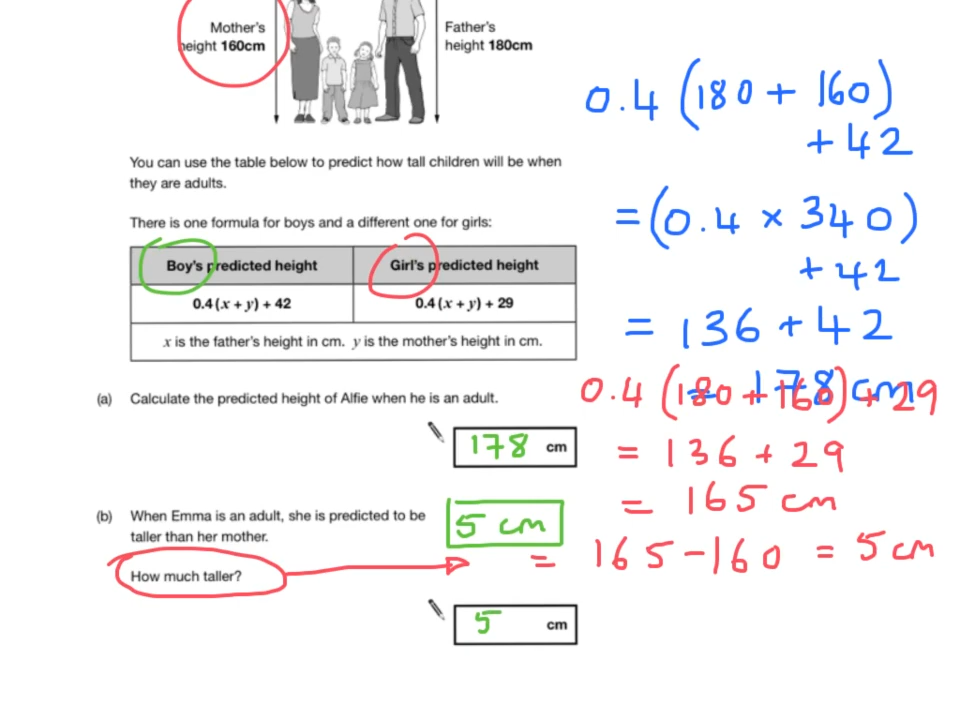 Mother's
height 160cm
Father's
height 180cm
0.4 (180 + 160)
+ 42
You can use the table below to predict how tall children will be when
they are adults.
= (0.4 × 340)
+ 42
There is one formula for boys and a different one for girls:
Boy's predicted height
Girl's predicted height
0.4 (x + y) + 42
0.4 (x + y) + 29
x is the father's height in cm. y is the mother's height in cm.
= 136 + 42
= 178 cm
0.4 (180 + 160) + 29
(a) Calculate the predicted height of Alfie when he is an adult.
178 cm
= 136 + 29
= 165 cm
(b) When Emma is an adult, she is predicted to be
taller than her mother.
5 cm
= 165 - 160 = 5 cm
How much taller?
5 cm